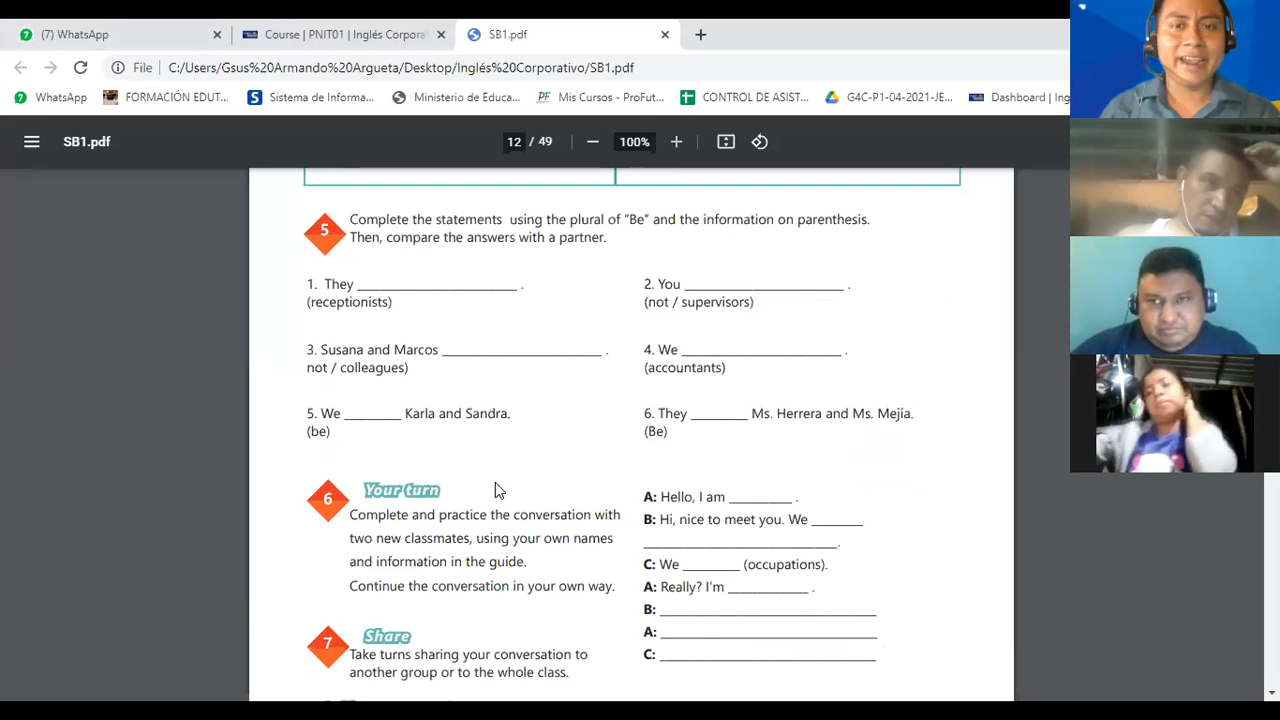 (7) WhatsApp
Course | PNIT01 | Inglés Corpora
SB1.pdf
File
C:/Users/Gsus%20Armando%20Argueta/Desktop/Inglés%20Corporativo/SB1.pdf
WhatsApp
FORMACIÓN EDUT...
Sistema de Informa...
Ministerio de Educa...
Mis Cursos - ProFut...
CONTROL DE ASIST...
G4C-P1-04-2021-JE...
Dashboard | Ing
SB1.pdf
12 / 49
100%
5
Complete the statements using the plural of "Be" and the information on parenthesis.
Then, compare the answers with a partner.
1. They ______________________ .
(receptionists)
2. You ______________________ .
(not / supervisors)
3. Susana and Marcos ______________________ .
not / colleagues)
4. We ______________________ .
(accountants)
5. We ________ Karla and Sandra.
(be)
6. They ________ Ms. Herrera and Ms. Mejía.
(Be)
6
Your turn
Complete and practice the conversation with
two new classmates, using your own names
and information in the guide.
Continue the conversation in your own way.
A: Hello, I am _________ .
B: Hi, nice to meet you. We _______
___________________________.
C: We ________ (occupations).
A: Really? I'm ___________ .
B: ______________________________
A: ______________________________
C: ______________________________
7
Share
Take turns sharing your conversation to
another group or to the whole class.